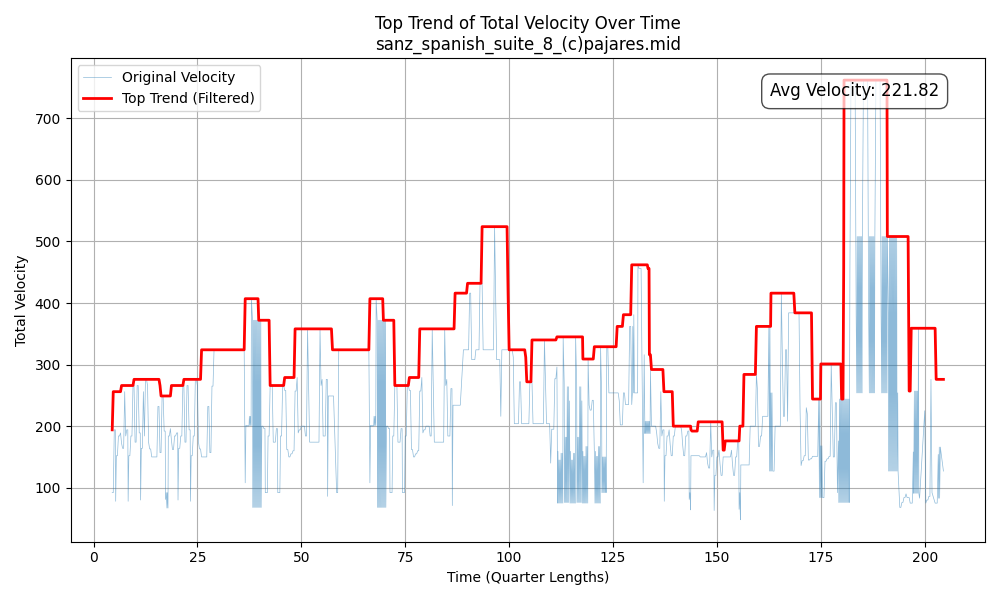 Top Trend of Total Velocity Over Time
sanz_spanish_suite_8_(c)pajares.mid
Original Velocity
Top Trend (Filtered)
Avg Velocity: 221.82
Total Velocity
700
600
500
400
300
200
100
0
25
50
75
100
125
150
175
200
Time (Quarter Lengths)